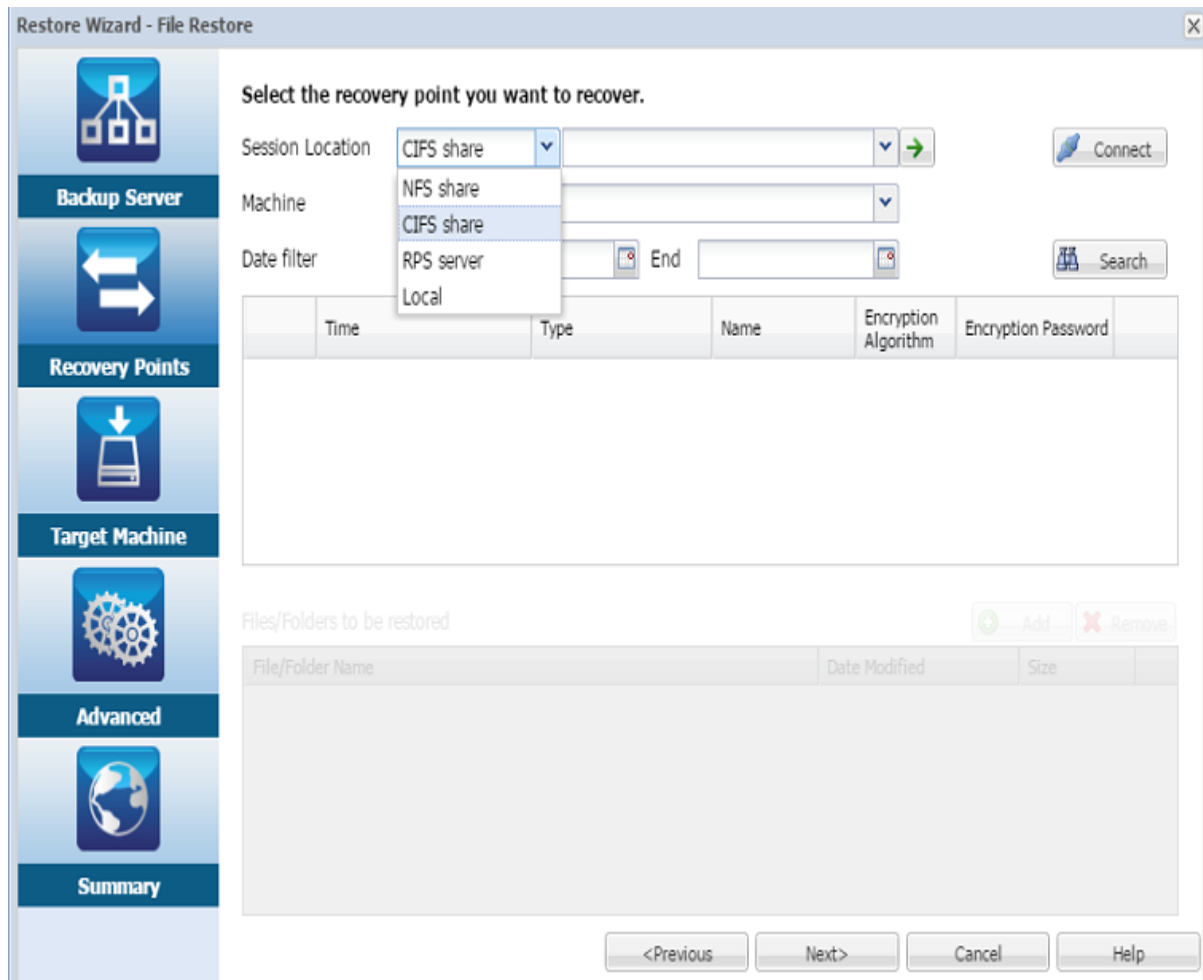 Restore Wizard - File Restore
Backup Server
Recovery Points
Target Machine
Advanced
Summary
Select the recovery point you want to recover.
Session Location CIFS share Connect
NFS share
CIFS share
RPS server
Local
Machine
Date filter End Search
Time Type Name Encryption Algorithm Encryption Password
Files/Folders to be restored Add Remove
File/Folder Name Date Modified Size
<Previous Next> Cancel Help